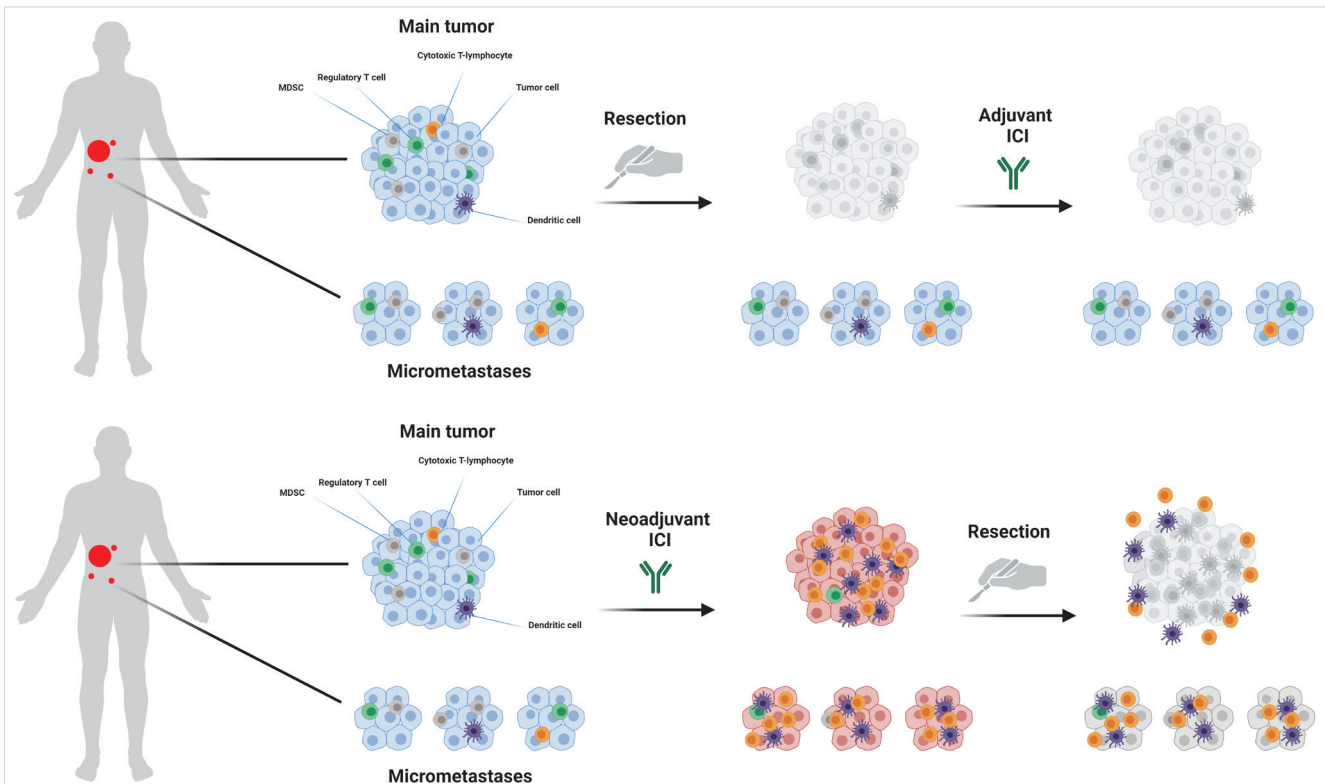 Main tumor
Cytotoxic T-lymphocyte
Regulatory T cell
MDSC
Tumor cell
Resection
Adjuvant
ICI
Dendritic cell
Micrometastases
Main tumor
Cytotoxic T-lymphocyte
Regulatory T cell
MDSC
Tumor cell
Neoadjuvant
ICI
Resection
Dendritic cell
Micrometastases